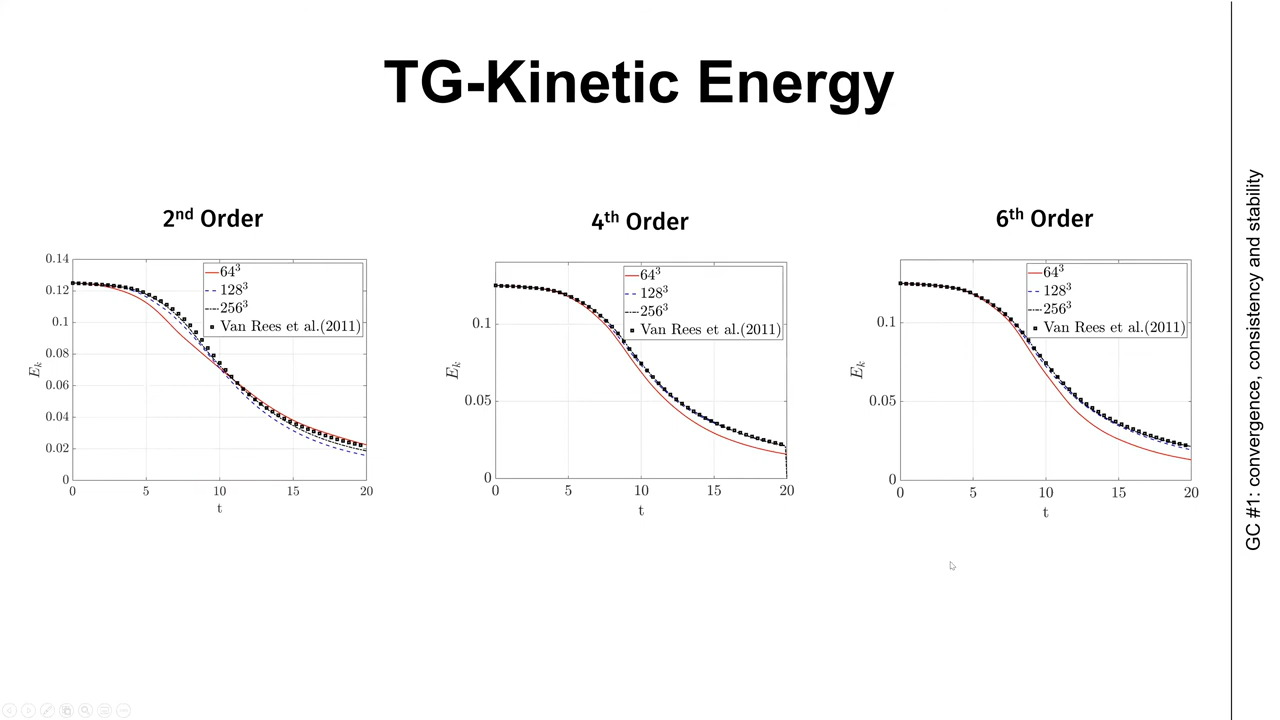 TG-Kinetic Energy
2nd Order
0.14
0.12
0.1
0.08
0.06
0.04
0.02
0
Ek
0 5 10 15 20
t
64³
128³
256³
Van Rees et al.(2011)
4th Order
0.1
0.05
0
Ek
0 5 10 15 20
t
64³
128³
256³
Van Rees et al.(2011)
6th Order
0.1
0.05
0
Ek
0 5 10 15 20
t
64³
128³
256³
Van Rees et al.(2011)
GC #1: convergence, consistency and stability